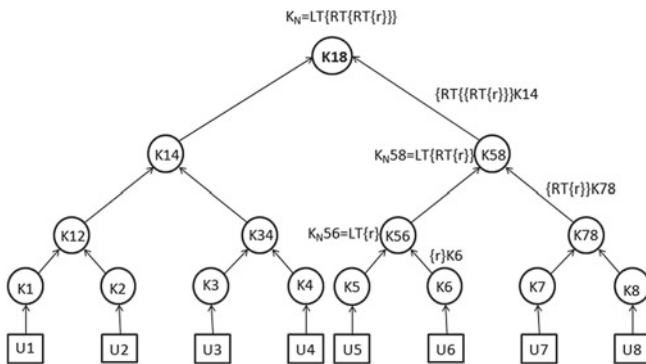 K_N=LT{RT{RT{r}}}
K18
{RT{{RT{r}}}K14
K14
K_N58=LT{RT{r}}
K58
{RT{r}}K78
K12
K34
K_N56=LT{r}
K56
{r}K6
K78
K1
K2
K3
K4
K5
K6
K7
K8
U1
U2
U3
U4
U5
U6
U7
U8